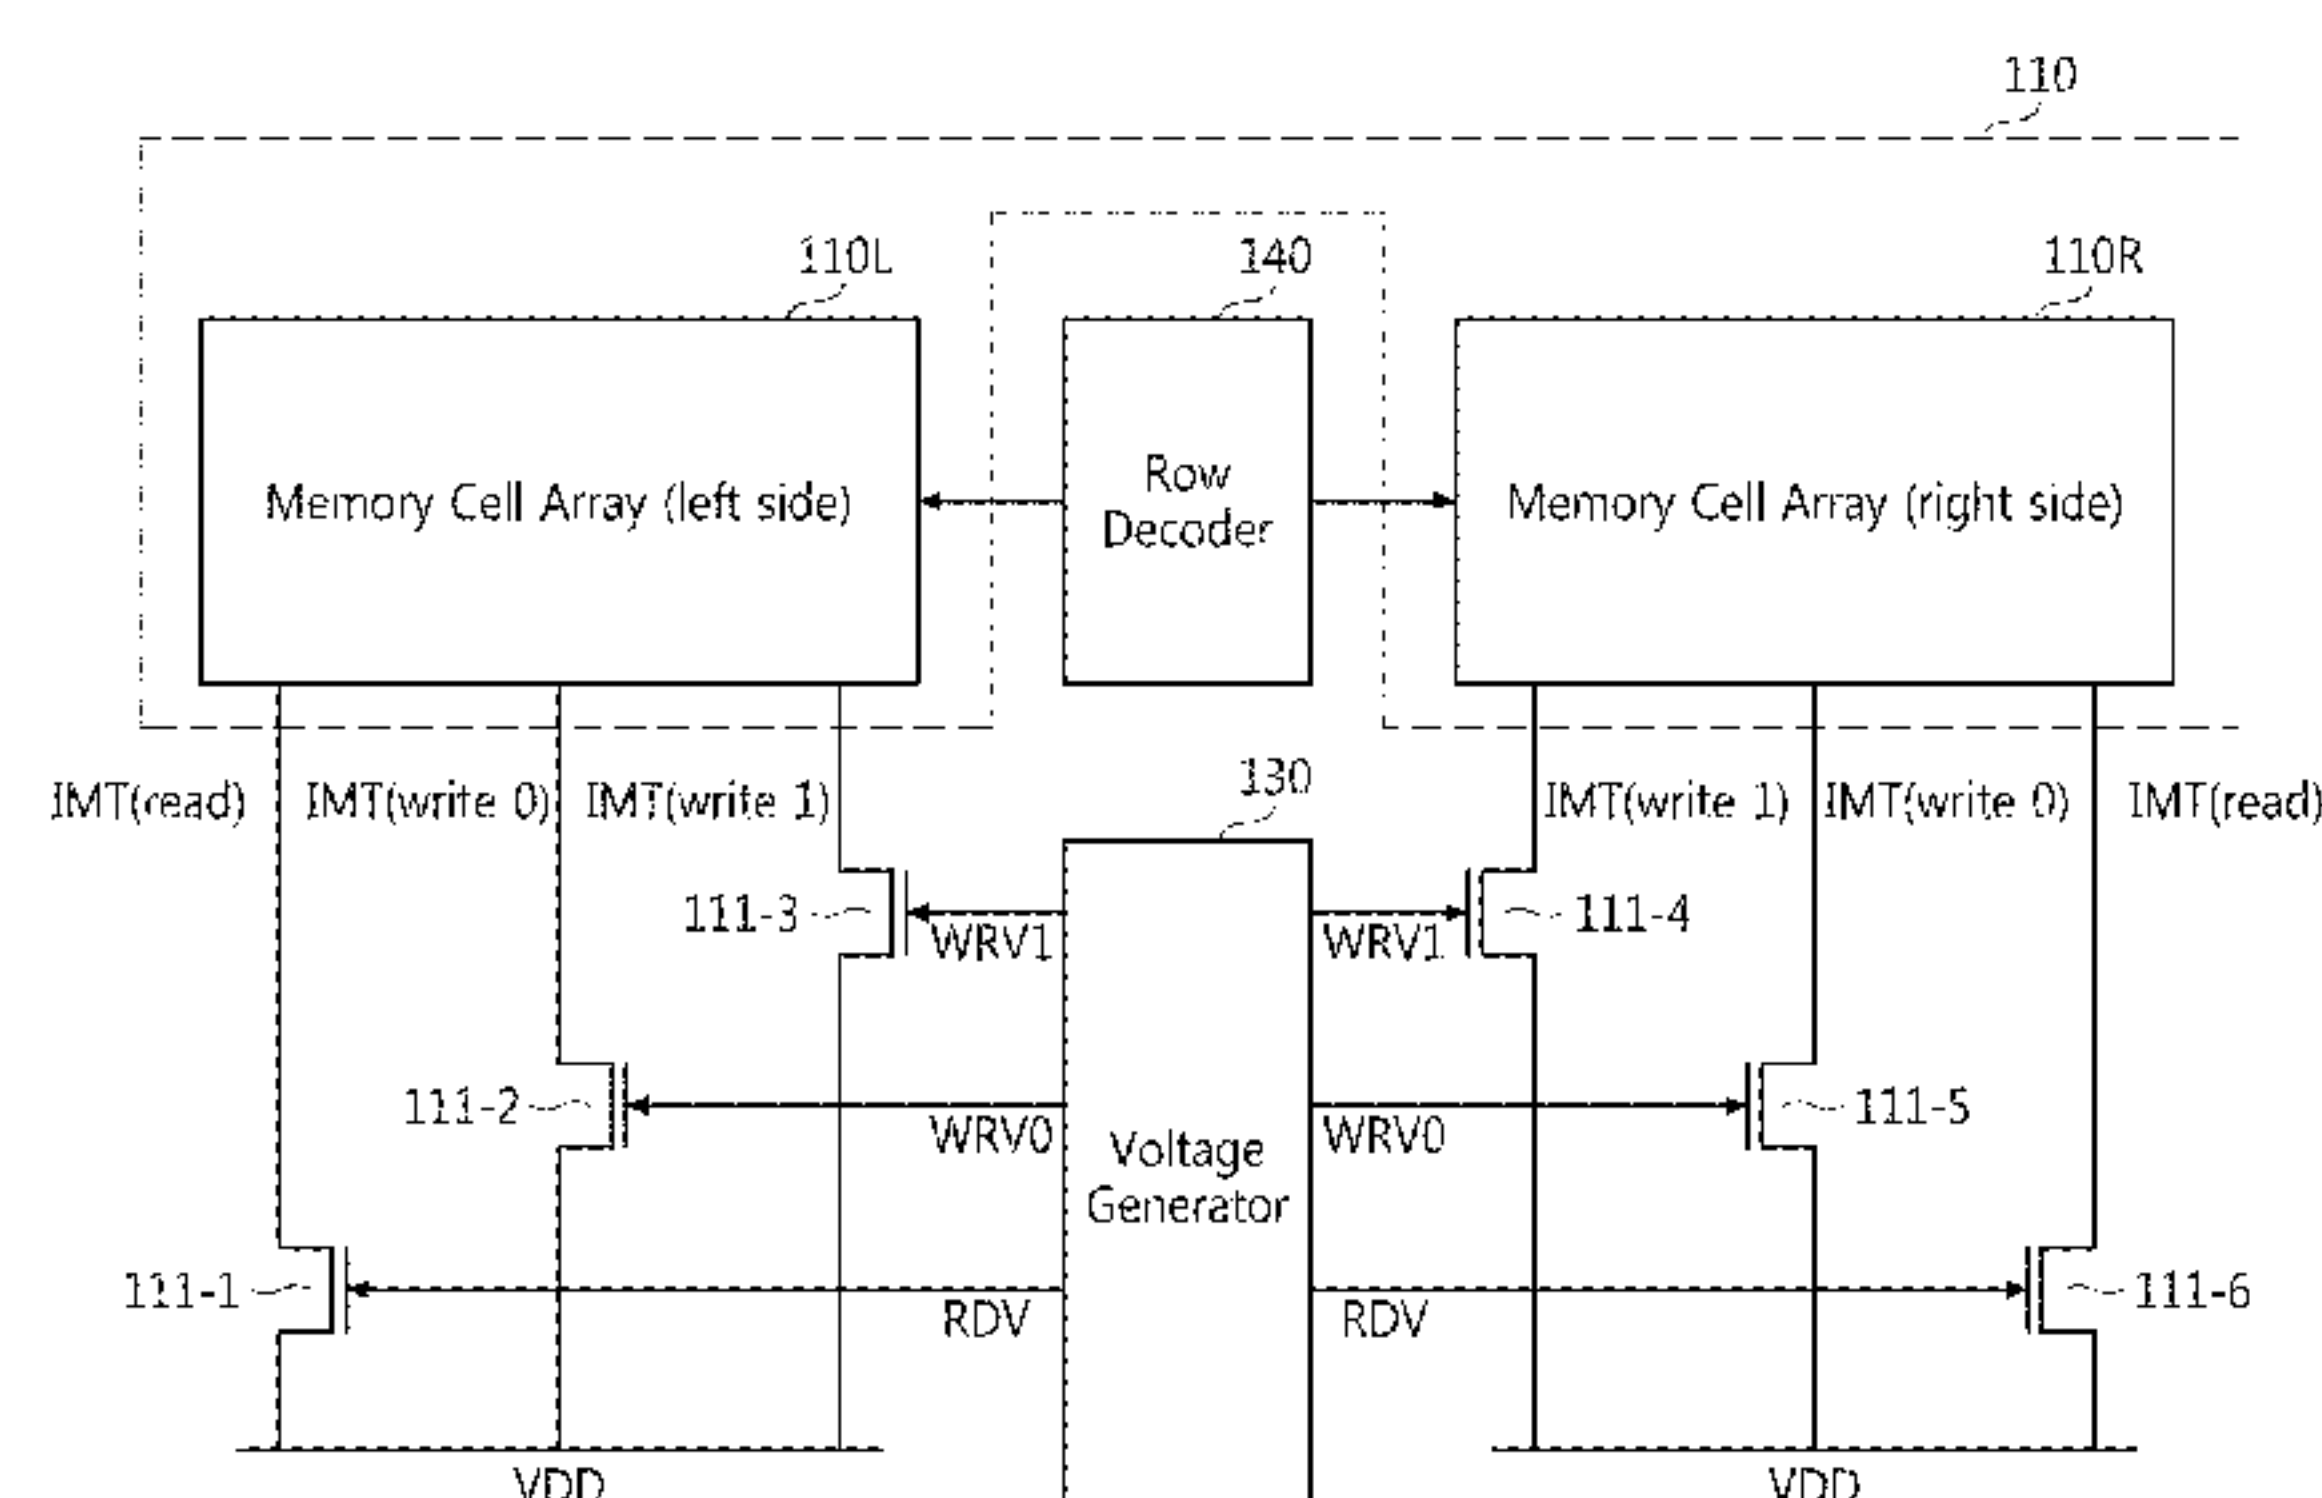 110
110L
140
110R
Memory Cell Array (left side)
Row
Decoder
Memory Cell Array (right side)
IMT(read)
IMT(write 0)
IMT(write 1)
130
IMT(write 1)
IMT(write 0)
IMT(read)
111-3
WRV1
WRV1
111-4
111-2
WRV0
WRV0
111-5
Voltage
Generator
111-1
RDV
RDV
111-6
VDD
VDD